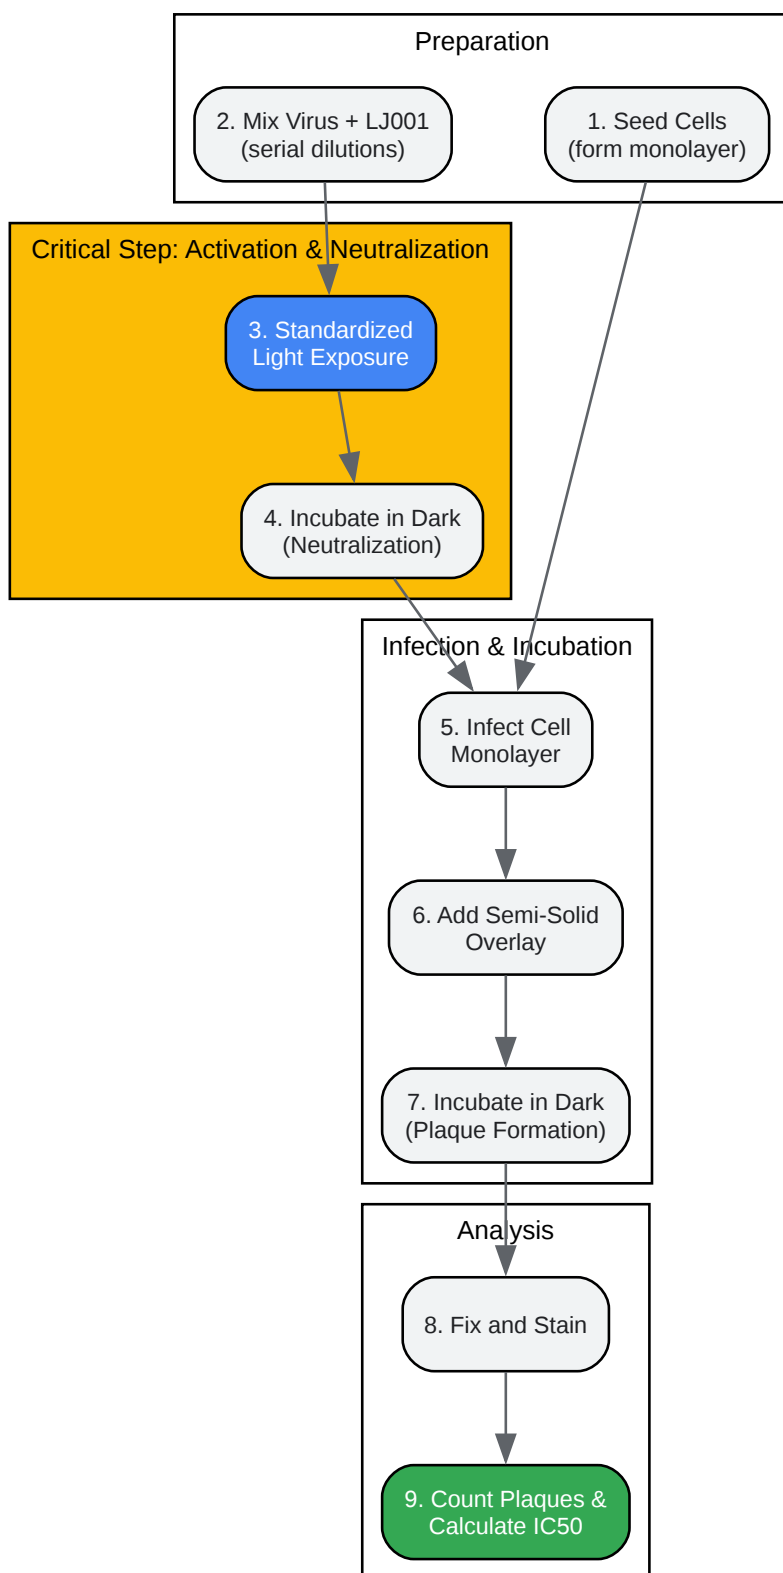 Preparation
2. Mix Virus + LJ001
(serial dilutions)
1. Seed Cells
(form monolayer)
Critical Step: Activation & Neutralization
3. Standardized
Light Exposure
4. Incubate in Dark
(Neutralization)
Infection & Incubation
5. Infect Cell
Monolayer
6. Add Semi-Solid
Overlay
7. Incubate in Dark
(Plaque Formation)
Analysis
8. Fix and Stain
9. Count Plaques &
Calculate IC50